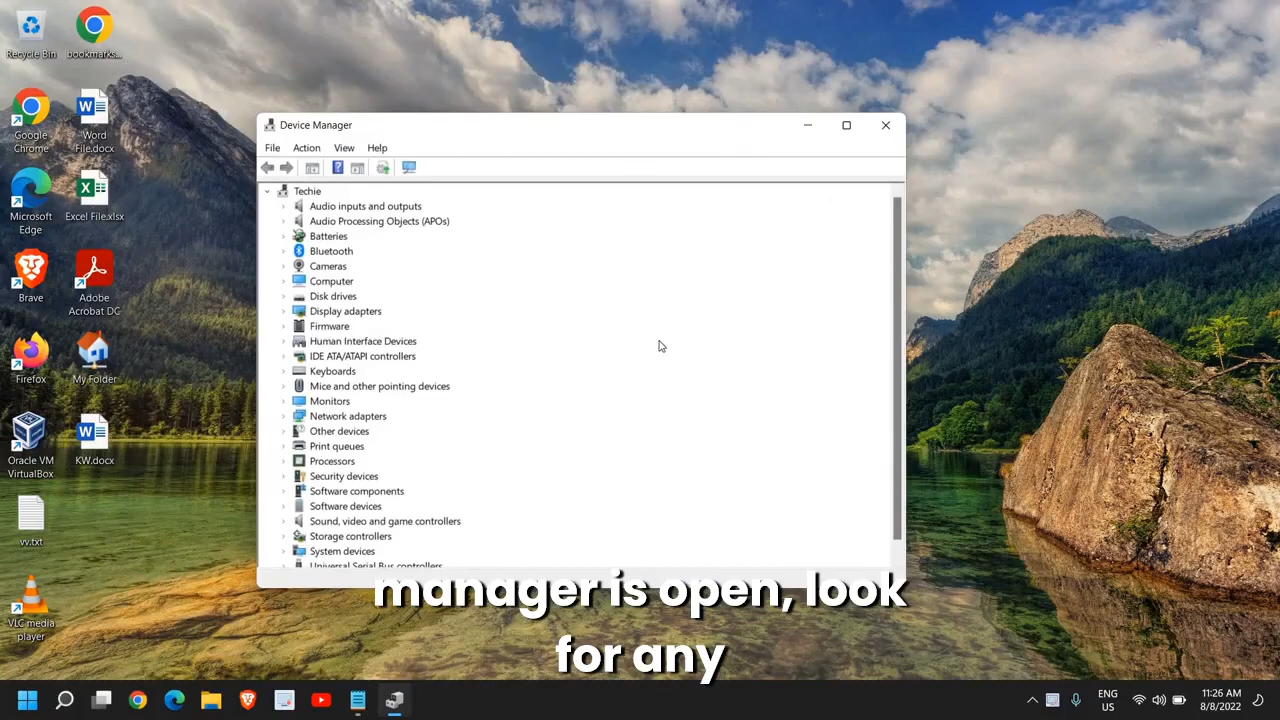 Recycle Bin
bookmarks...
Google
Chrome
Word
File.docx
Microsoft
Edge
Excel File.xlsx
Brave
Adobe
Acrobat DC
Firefox
My Folder
Oracle VM
VirtualBox
KW.docx
vv.txt
VLC media
player
Device Manager
File Action View Help
Techie
Audio inputs and outputs
Audio Processing Objects (APOs)
Batteries
Bluetooth
Cameras
Computer
Disk drives
Display adapters
Firmware
Human Interface Devices
IDE ATA/ATAPI controllers
Keyboards
Mice and other pointing devices
Monitors
Network adapters
Other devices
Print queues
Processors
Security devices
Software components
Software devices
Sound, video and game controllers
Storage controllers
System devices
Universal Serial Bus controllers
manager is open, look
for any
ENG
US
11:26 AM
8/8/2022